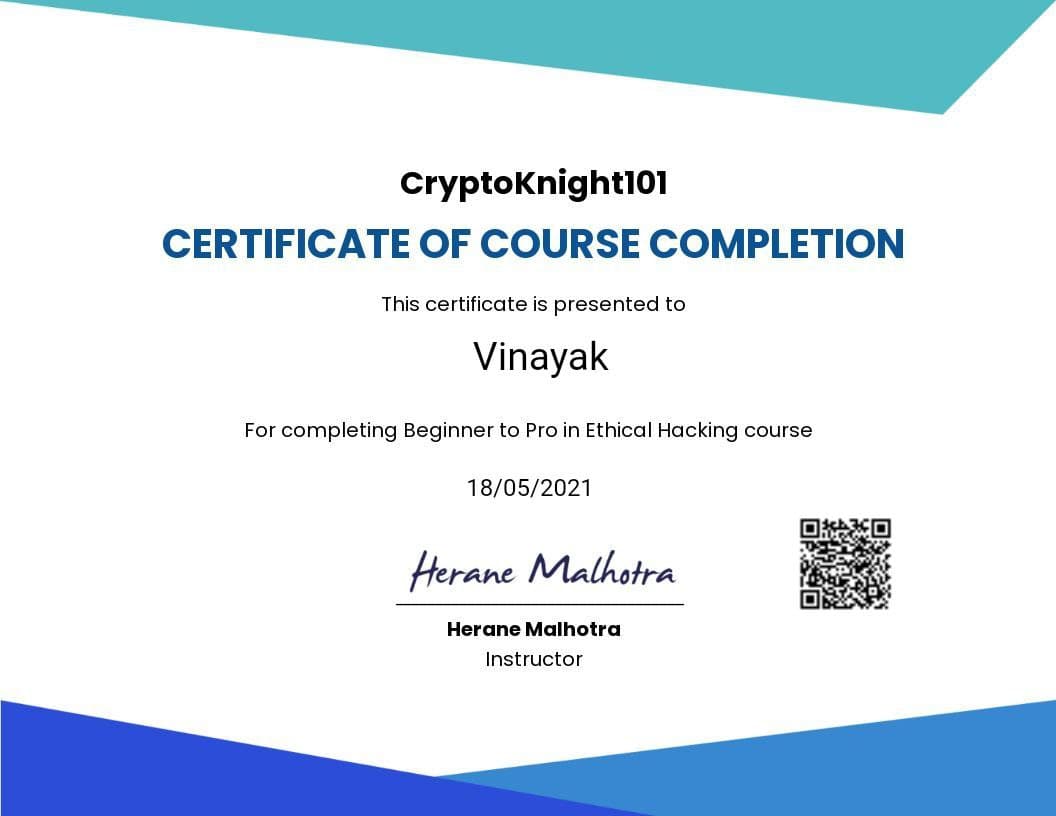 CryptoKnight101
CERTIFICATE OF COURSE COMPLETION
This certificate is presented to
Vinayak
For completing Beginner to Pro in Ethical Hacking course
18/05/2021
Herane Malhotra
Herane Malhotra
Instructor